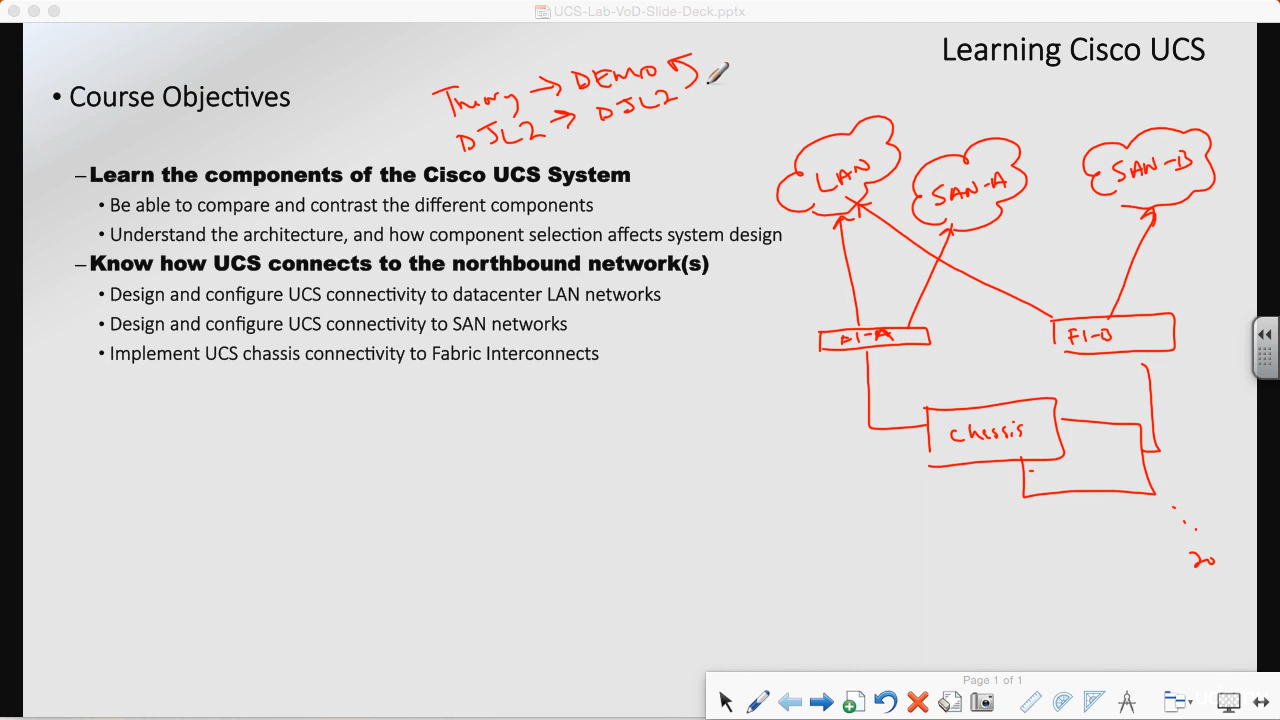 UCS-Lab-VoD-Slide-Deck.pptx
Learning Cisco UCS
• Course Objectives
Theory → DEMO
DJL2 → DJL2
–Learn the components of the Cisco UCS System
• Be able to compare and contrast the different components
• Understand the architecture, and how component selection affects system design
–Know how UCS connects to the northbound network(s)
• Design and configure UCS connectivity to datacenter LAN networks
• Design and configure UCS connectivity to SAN networks
• Implement UCS chassis connectivity to Fabric Interconnects
LAN
SAN-A
SAN-B
FI-A
FI-B
Chassis
20
Page 1 of 1